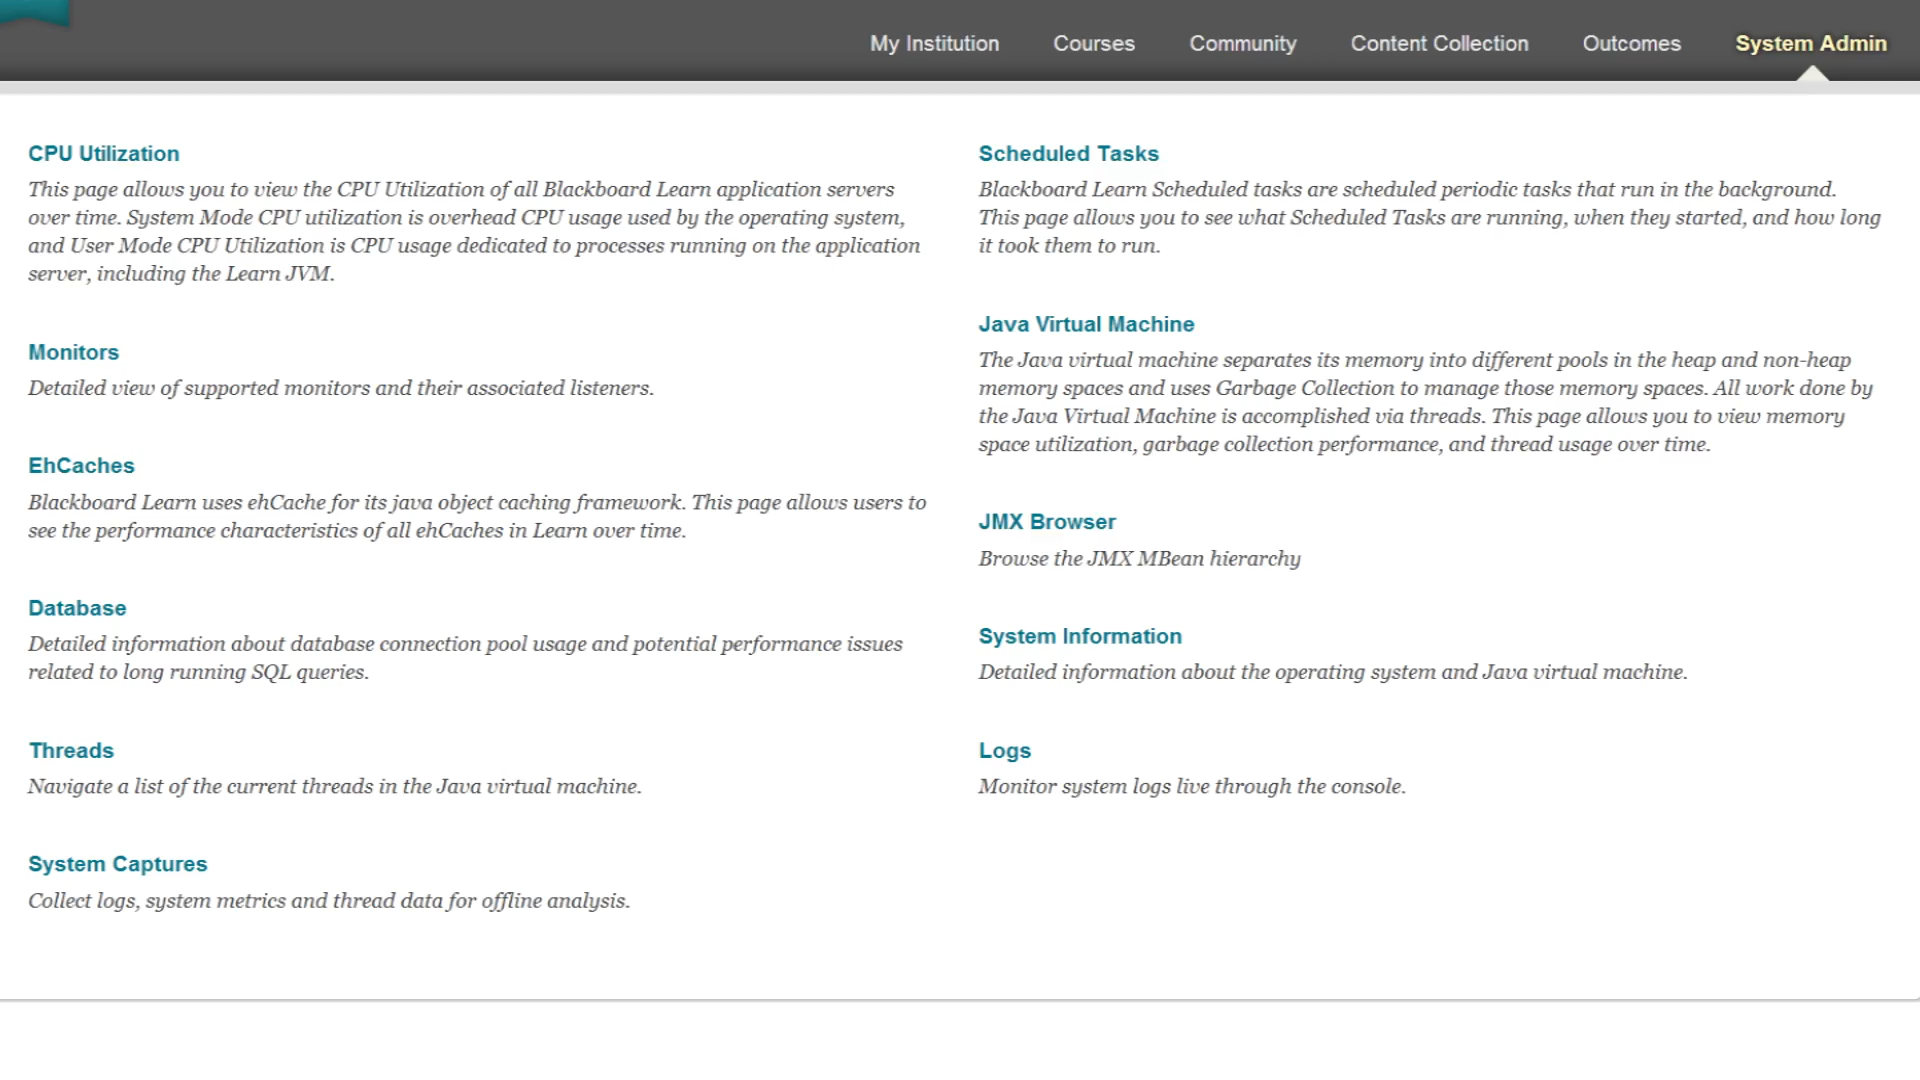 My Institution Courses Community Content Collection Outcomes System Admin
CPU Utilization
This page allows you to view the CPU Utilization of all Blackboard Learn application servers
over time. System Mode CPU utilization is overhead CPU usage used by the operating system,
and User Mode CPU Utilization is CPU usage dedicated to processes running on the application
server, including the Learn JVM.
Monitors
Detailed view of supported monitors and their associated listeners.
EhCaches
Blackboard Learn uses ehCache for its java object caching framework. This page allows users to
see the performance characteristics of all ehCaches in Learn over time.
Database
Detailed information about database connection pool usage and potential performance issues
related to long running SQL queries.
Threads
Navigate a list of the current threads in the Java virtual machine.
System Captures
Collect logs, system metrics and thread data for offline analysis.
Scheduled Tasks
Blackboard Learn Scheduled tasks are scheduled periodic tasks that run in the background.
This page allows you to see what Scheduled Tasks are running, when they started, and how long
it took them to run.
Java Virtual Machine
The Java virtual machine separates its memory into different pools in the heap and non-heap
memory spaces and uses Garbage Collection to manage those memory spaces. All work done by
the Java Virtual Machine is accomplished via threads. This page allows you to view memory
space utilization, garbage collection performance, and thread usage over time.
JMX Browser
Browse the JMX MBean hierarchy
System Information
Detailed information about the operating system and Java virtual machine.
Logs
Monitor system logs live through the console.